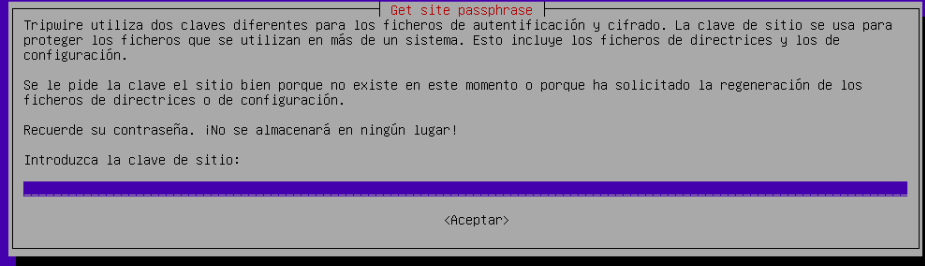 Get site passphrase
Tripwire utiliza dos claves diferentes para los ficheros de autentificación y cifrado. La clave de sitio se usa para
proteger los ficheros que se utilizan en más de un sistema. Esto incluye los ficheros de directrices y los de
configuración.
Se le pide la clave el sitio bien porque no existe en este momento o porque ha solicitado la regeneración de los
ficheros de directrices o de configuración.
Recuerde su contraseña. ¡No se almacenará en ningún lugar!
Introduzca la clave de sitio:
<Aceptar>